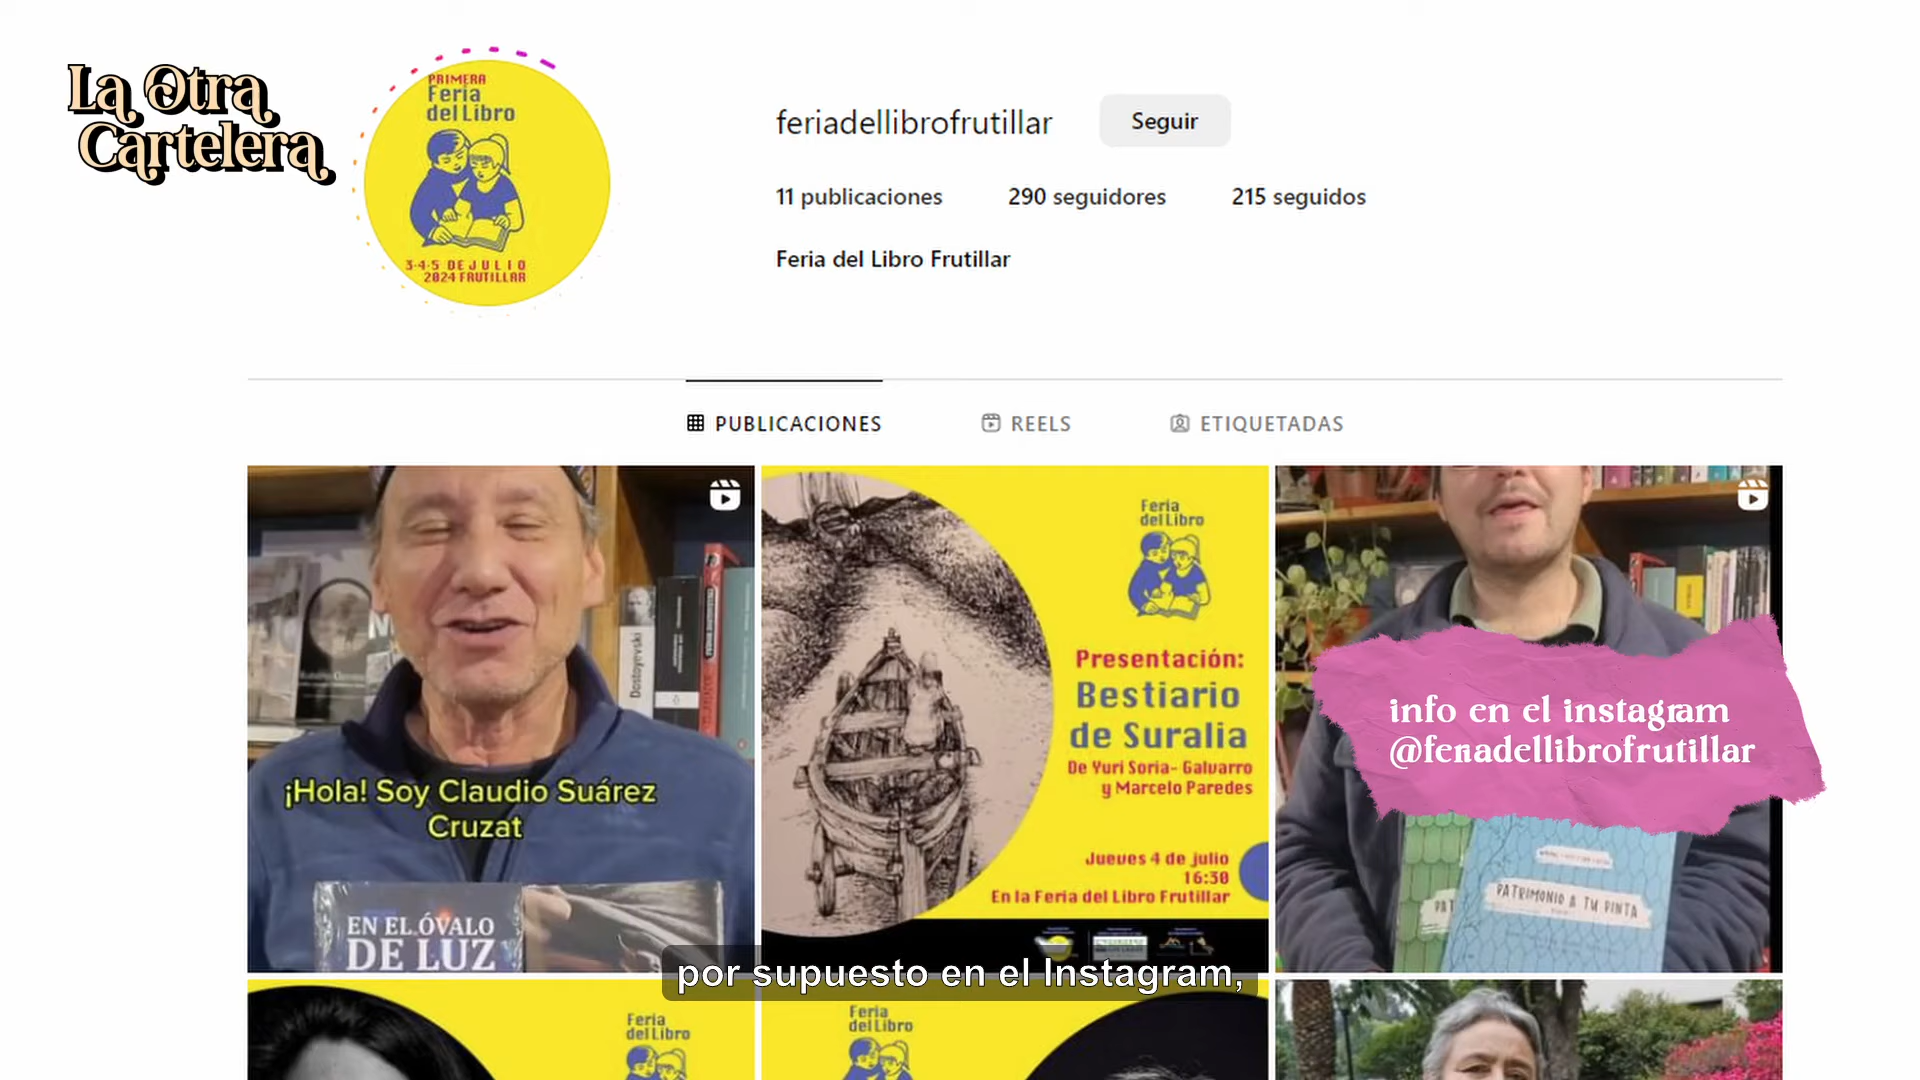 La Otra
Cartelera
PRIMERA
Feria
del Libro
3·4·5 DE JULIO
2024 FRUTILLAR
feriadellibrofrutillar
Seguir
11 publicaciones
290 seguidores
215 seguidos
Feria del Libro Frutillar
PUBLICACIONES
REELS
ETIQUETADAS
Dostoyevski
¡Hola! Soy Claudio Suárez
Cruzat
EN EL ÓVALO
DE LUZ
Feria
del Libro
Presentación:
Bestiario
de Suralia
De Yuri Soria- Galvarro
y Marcelo Paredes
Jueves 4 de julio
16:30
En la Feria del Libro Frutillar
info en el instagram
@feriadellibrofrutillar
PAT
PATRIMONIO A TU PINTA
por supuesto en el Instagram,
Feria
del Libro
Feria
del Libro